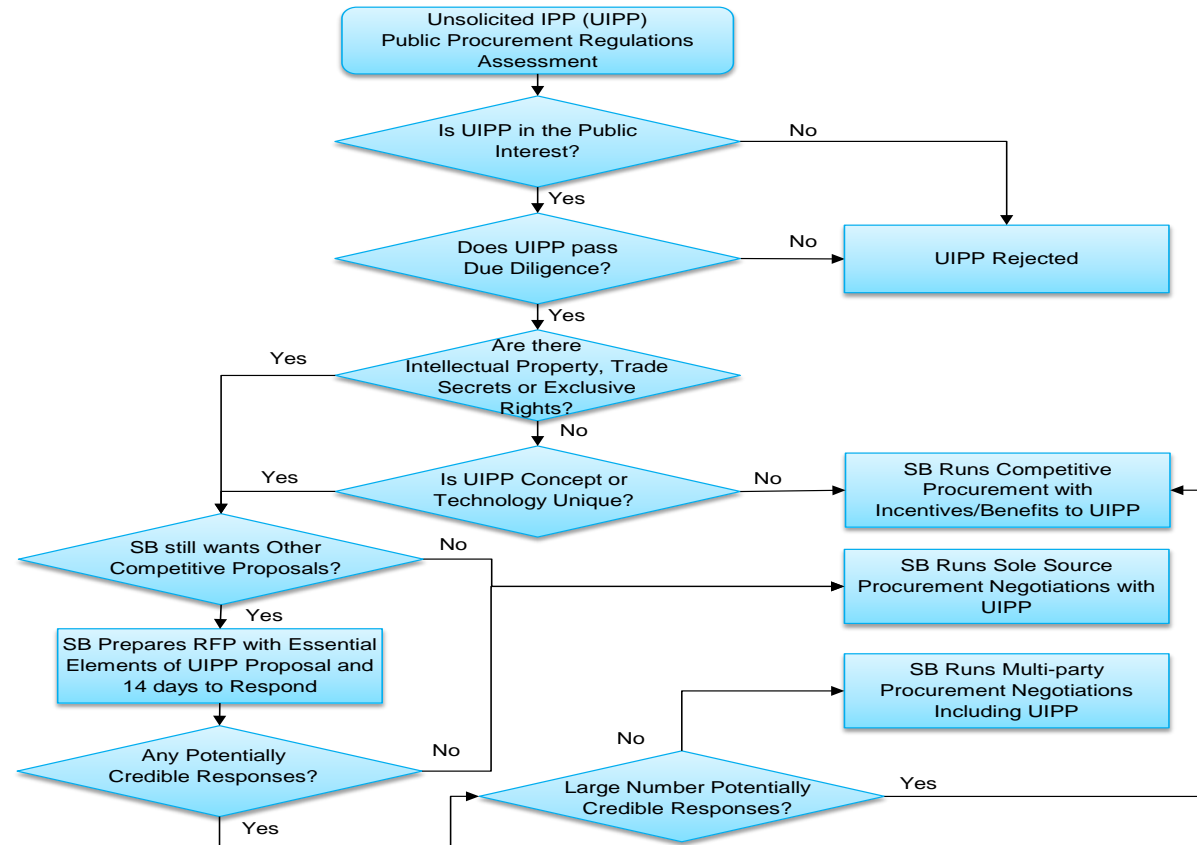 Unsolicited IPP (UIPP)
Public Procurement Regulations
Assessment
Is UIPP in the Public
Interest?
No
Yes
Does UIPP pass
Due Diligence?
No
UIPP Rejected
Yes
Are there
Intellectual Property, Trade
Secrets or Exclusive
Rights?
Yes
No
Is UIPP Concept or
Technology Unique?
Yes
No
SB Runs Competitive
Procurement with
Incentives/Benefits to UIPP
SB still wants Other
Competitive Proposals?
No
SB Runs Sole Source
Procurement Negotiations with
UIPP
Yes
SB Prepares RFP with Essential
Elements of UIPP Proposal and
14 days to Respond
SB Runs Multi-party
Procurement Negotiations
Including UIPP
Any Potentially
Credible Responses?
No
No
Large Number Potentially
Credible Responses?
Yes
Yes